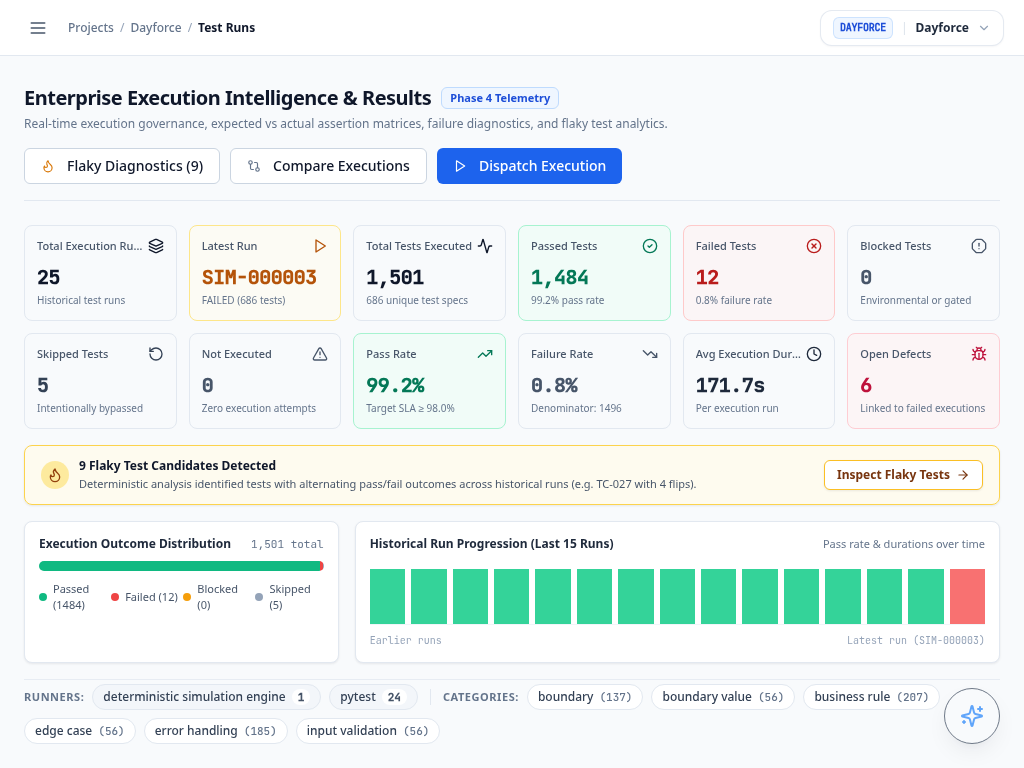 Projects / Dayforce / Test Runs
DAYFORCE Dayforce
Enterprise Execution Intelligence & Results Phase 4 Telemetry
Real-time execution governance, expected vs actual assertion matrices, failure diagnostics, and flaky test analytics.
Flaky Diagnostics (9) Compare Executions Dispatch Execution
Total Execution Ru... Latest Run Total Tests Executed Passed Tests Failed Tests Blocked Tests
25 SIM-000003 1,501 1,484 12 0
Historical test runs FAILED (686 tests) 686 unique test specs 99.2% pass rate 0.8% failure rate Environmental or gated
Skipped Tests Not Executed Pass Rate Failure Rate Avg Execution Dur... Open Defects
5 0 99.2% 0.8% 171.7s 6
Intentionally bypassed Zero execution attempts Target SLA ≥ 98.0% Denominator: 1496 Per execution run Linked to failed executions
9 Flaky Test Candidates Detected
Deterministic analysis identified tests with alternating pass/fail outcomes across historical runs (e.g. TC-027 with 4 flips).
Inspect Flaky Tests
Execution Outcome Distribution 1,501 total
Passed (1484) Failed (12) Blocked (0) Skipped (5)
Historical Run Progression (Last 15 Runs) Pass rate & durations over time
Earlier runs Latest run (SIM-000003)
RUNNERS: deterministic simulation engine 1 pytest 24 CATEGORIES: boundary (137) boundary value (56) business rule (207)
edge case (56) error handling (185) input validation (56)